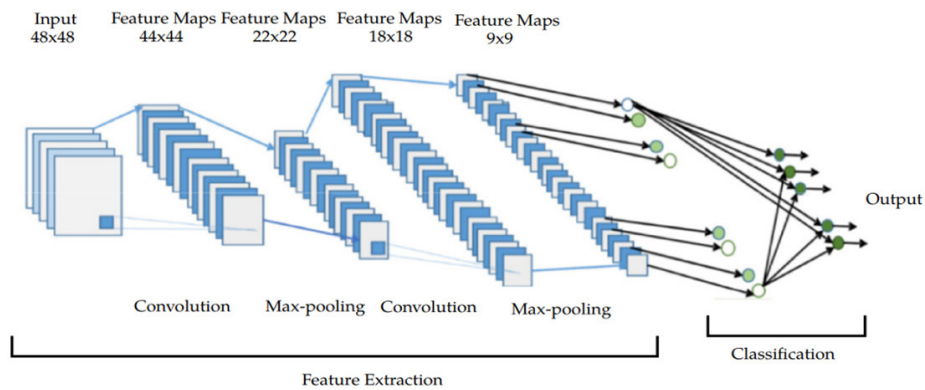 Input
48x48
Feature Maps
44x44
Feature Maps
22x22
Feature Maps
18x18
Feature Maps
9x9
Output
Convolution
Max-pooling
Convolution
Max-pooling
Classification
Feature Extraction